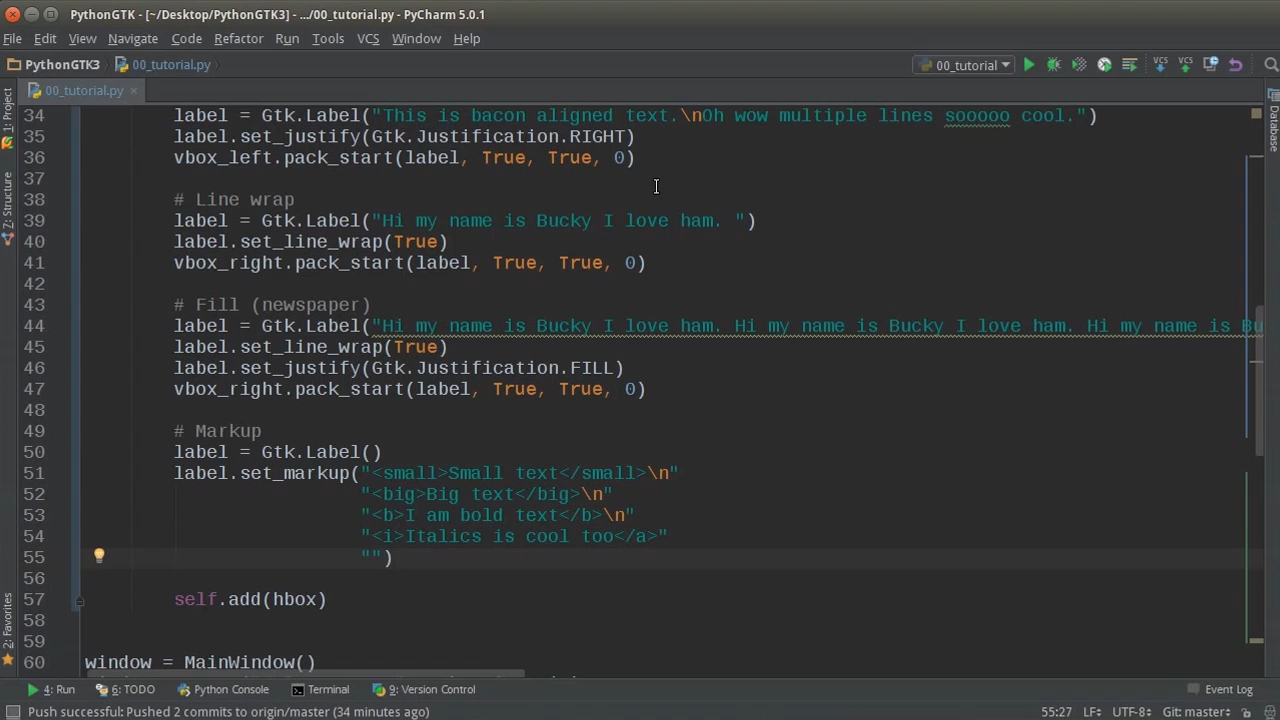 PythonGTK - [~/Desktop/PythonGTK3] - .../00_tutorial.py - PyCharm 5.0.1
File Edit View Navigate Code Refactor Run Tools VCS Window Help
PythonGTK3 00_tutorial.py 00_tutorial VCS VCS
00_tutorial.py
1: Project
7: Structure
2: Favorites
Database
34 label = Gtk.Label("This is bacon aligned text.\nOh wow multiple lines sooooo cool.")
35 label.set_justify(Gtk.Justification.RIGHT)
36 vbox_left.pack_start(label, True, True, 0)
37
38 # Line wrap
39 label = Gtk.Label("Hi my name is Bucky I love ham. ")
40 label.set_line_wrap(True)
41 vbox_right.pack_start(label, True, True, 0)
42
43 # Fill (newspaper)
44 label = Gtk.Label("Hi my name is Bucky I love ham. Hi my name is Bucky I love ham. Hi my name is Bu
45 label.set_line_wrap(True)
46 label.set_justify(Gtk.Justification.FILL)
47 vbox_right.pack_start(label, True, True, 0)
48
49 # Markup
50 label = Gtk.Label()
51 label.set_markup("<small>Small text</small>\n"
52 "<big>Big text</big>\n"
53 "<b>I am bold text</b>\n"
54 "<i>Italics is cool too</a>"
55 "")
56
57 self.add(hbox)
58
59
60 window = MainWindow()
4: Run 6: TODO Python Console Terminal 9: Version Control Event Log
Push successful: Pushed 2 commits to origin/master (34 minutes ago) 55:27 LF÷ UTF-8÷ Git: master÷